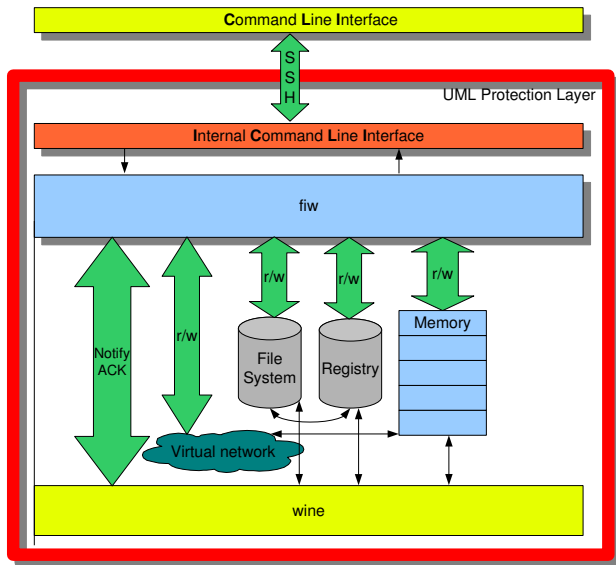 Command Line Interface
S
S
H
UML Protection Layer
Internal Command Line Interface
fiw
r/w
r/w
r/w
r/w
Memory
Notify
ACK
File
System
Registry
Virtual network
wine